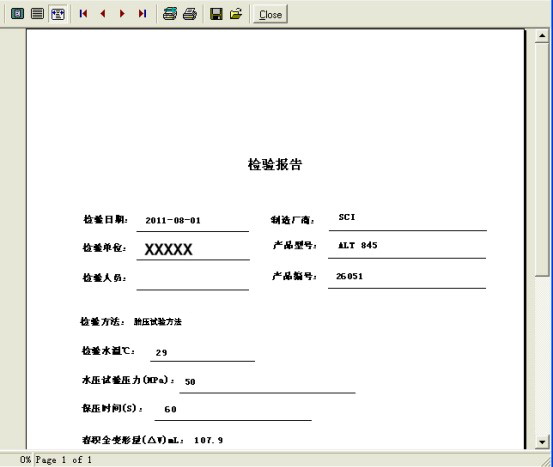 Close
检验报告
检验日期： 2011-08-01 制造厂商： SCI
检验单位： XXXXX 产品型号： ALT 845
检验人员： 产品编号： 26051
检验方法： 胎压试验方法
检验水温℃： 29
水压试验压力(MPa)： 50
保压时间(S)： 60
容积全变形量(△V)mL： 107.9
0% Page 1 of 1